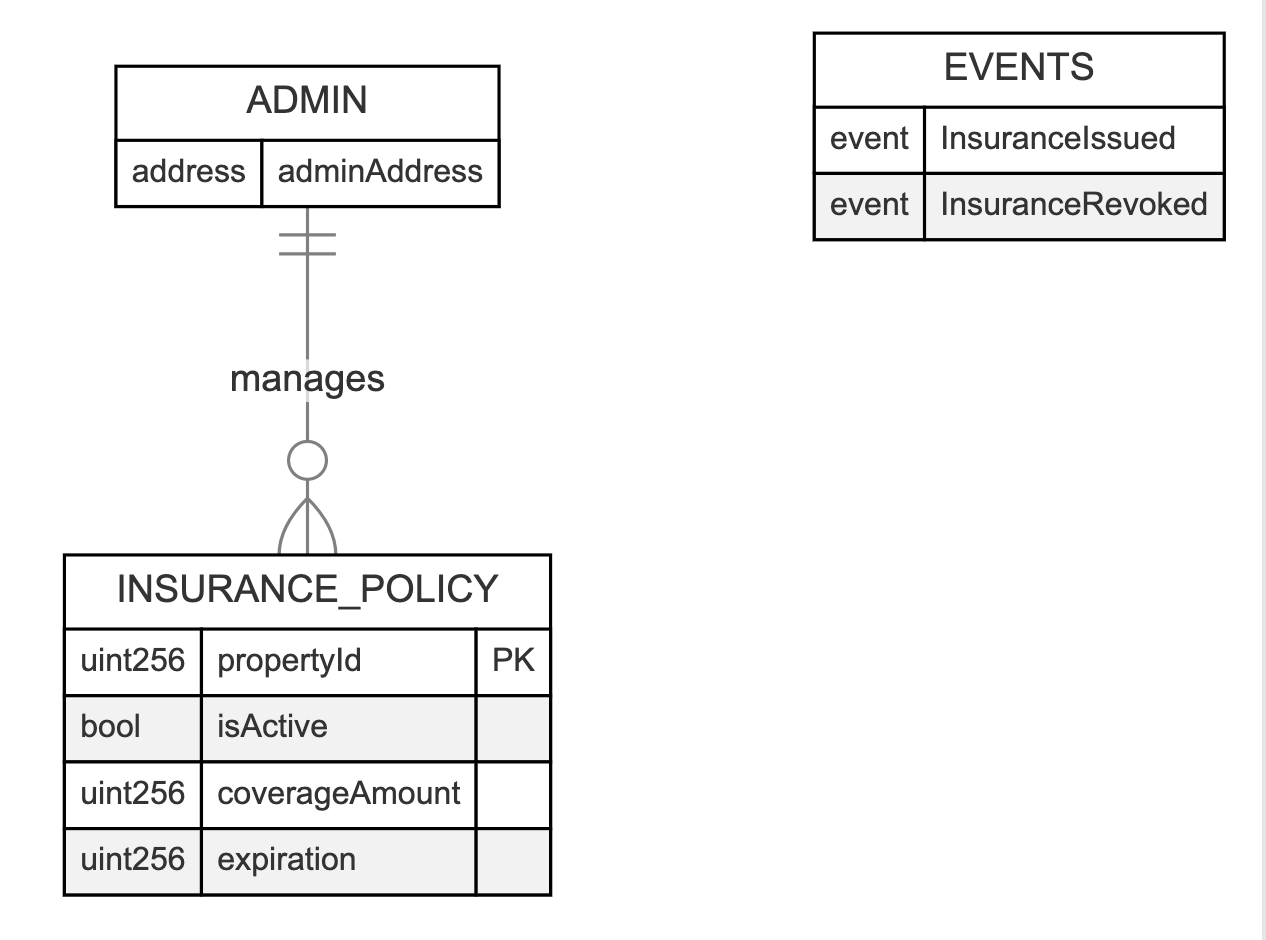 ADMIN
address adminAddress
manages
INSURANCE_POLICY
uint256 propertyId PK
bool isActive
uint256 coverageAmount
uint256 expiration
EVENTS
event InsuranceIssued
event InsuranceRevoked